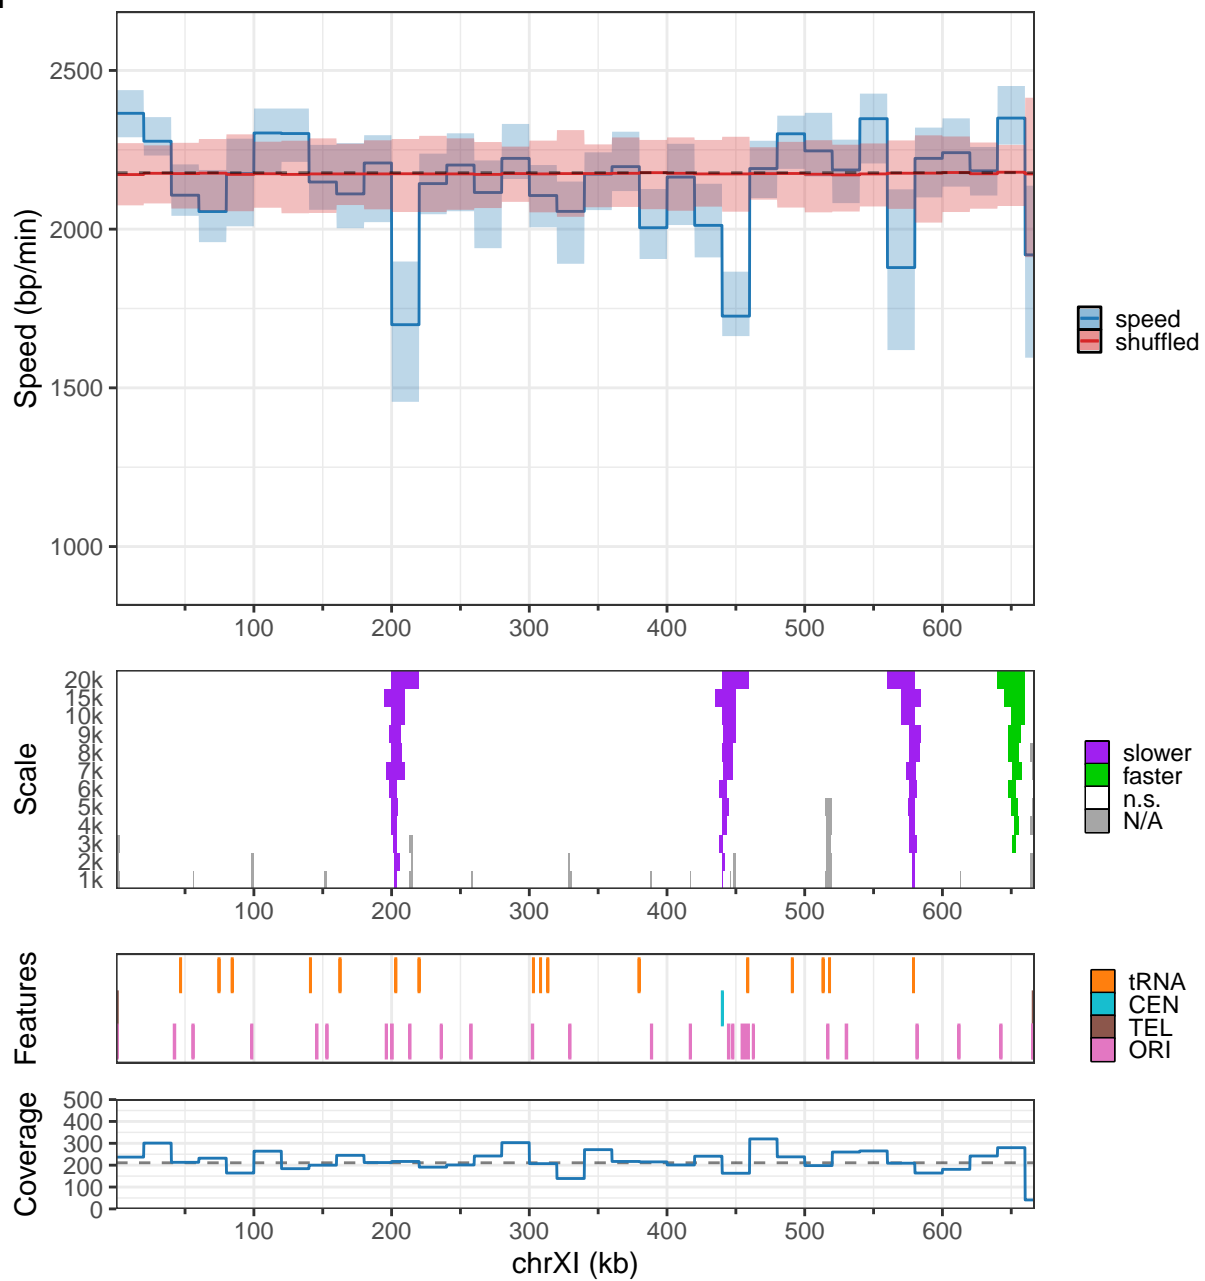 2500
2000
1500
1000
Speed (bp/min)
100 200 300 400 500 600
speed
shuffled
20k
15k
10k
9k
8k
7k
6k
5k
4k
3k
2k
1k
Scale
100 200 300 400 500 600
slower
faster
n.s.
N/A
Features
tRNA
CEN
TEL
ORI
500
400
300
200
100
0
Coverage
100 200 300 400 500 600
chrXI (kb)